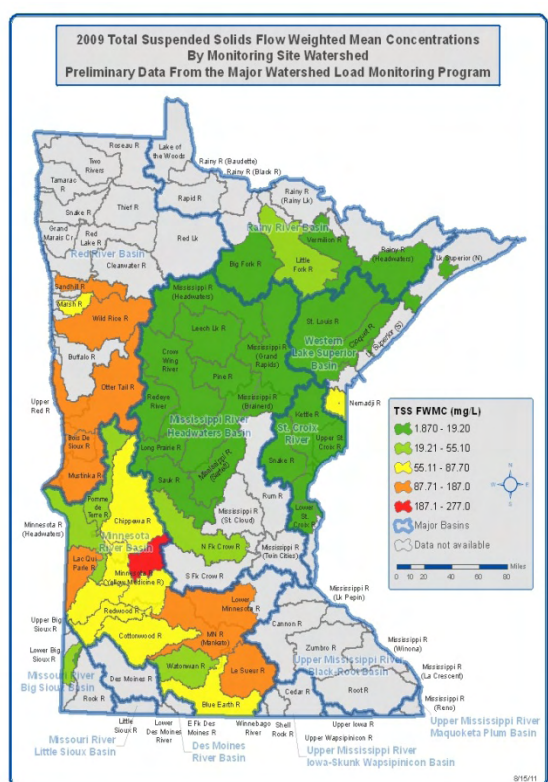 2009 Total Suspended Solids Flow Weighted Mean Concentrations
By Monitoring Site Watershed
Preliminary Data From the Major Watershed Load Monitoring Program
Roseau R
Lake of
the Woods
Two
Rivers
Rainy R (Baudette)
Rainy R (Black R)
Tamarac
R
Rapid R
Rainy R
(Rainy Lk)
Snake R
Thief R
Grand
Marais Cr
Red
Lake R
Red Lk
Red River Basin
Clearwater R
Rainy River Basin
Vermilion R
Big Fork R
Little
Fork R
Rainy R
(Headwaters)
Lk Superior (N)
Sandhill R
Marsh R
Wild Rice R
Mississippi R
(Headwaters)
Leech Lk R
St. Louis R
Cloquet R
Lk Superior (S)
Western
Lake Superior
Basin
Mississippi R
(Grand
Rapids)
Buffalo R
Crow
Wing
River
Pine R
Upper
Red R
Otter Tail R
Redeye
River
Mississippi R
(Brainerd)
Nemadji R
Mississippi River
Headwaters Basin
Kettle R
St. Croix
River
Upper St.
Croix R
Bois De
Sioux R
Long Prairie R
Mississippi R
(Sartell)
Snake R
Mustinka R
Sauk R
Rum R
Pomme
de
Terre R
Chippewa R
Mississippi R
(St. Cloud)
Lower St.
Croix R
Minnesota R
(Headwaters)
Minnesota
River Basin
N Fk Crow R
Mississippi R
(Twin Cities)
Lac Qui
Parle R
Minnesota R
(Yellow Medicine R)
S Fk Crow R
Mississippi R
(Lk Pepin)
Redwood R
Lower
Minnesota R
Cannon R
Upper Big
Sioux R
Cottonwood R
MN R
(Mankato)
Mississippi R
(Winona)
Zumbro R
Lower Big
Sioux R
Missouri River
Big Sioux Basin
Watonwan R
Le Sueur R
Upper Mississippi River
Black-Root Basin
Mississippi R
(La Crescent)
Des Moines R
Rock R
Blue Earth R
Cedar R
Root R
Mississippi R
(Reno)
Little
Sioux R
Lower
Des Moines
River
E Fk Des
Moines R
Winnebago
River
Shell
Rock R
Upper Iowa R
Upper Wapsipinicon R
Upper Mississippi River
Maquoketa Plum Basin
Missouri River
Little Sioux Basin
Des Moines
River Basin
Upper Mississippi River
Iowa-Skunk Wapsipinicon Basin
TSS FWMC (mg/L)
1.870 - 19.20
19.21 - 55.10
55.11 - 87.70
87.71 - 187.0
187.1 - 277.0
Major Basins
Data not available
Miles
0 10 20 40 60 80
N
W E
S
8/15/11